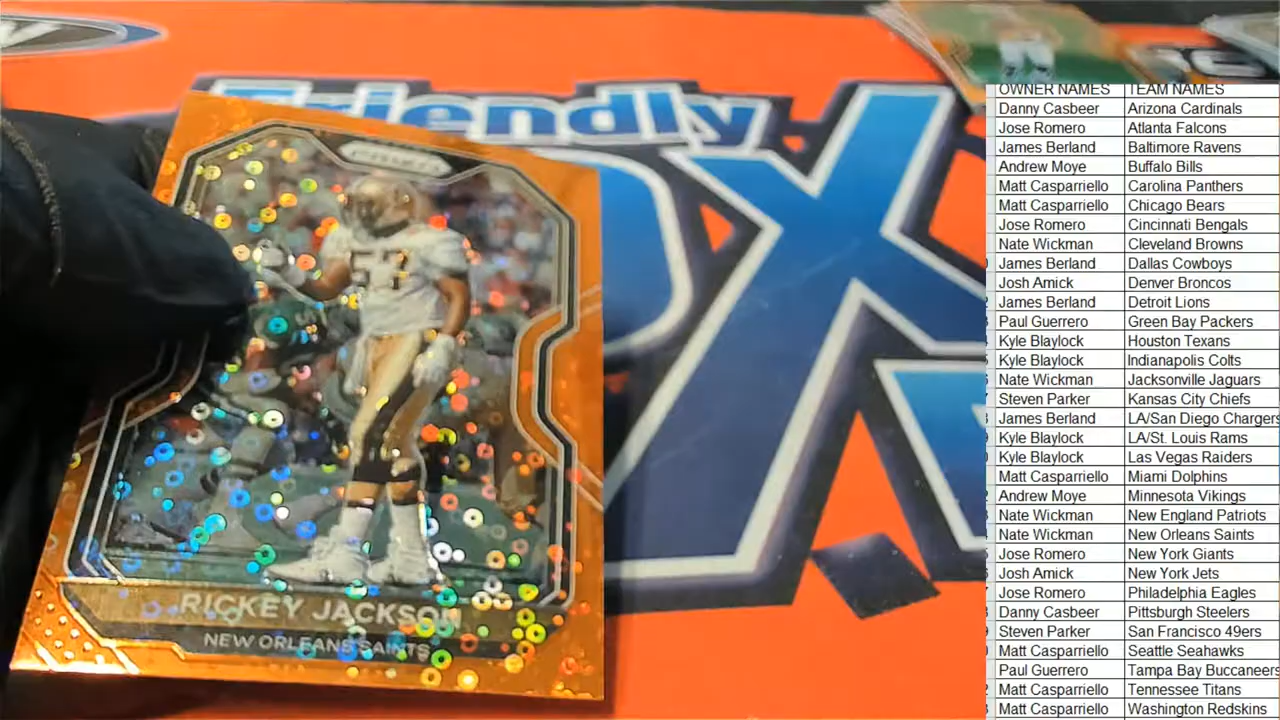 Friendly
PRIZM
57
RICKEY JACKSON
NEW ORLEANS SAINTS
OWNER NAMES TEAM NAMES
Danny Casbeer Arizona Cardinals
Jose Romero Atlanta Falcons
James Berland Baltimore Ravens
Andrew Moye Buffalo Bills
Matt Casparriello Carolina Panthers
Matt Casparriello Chicago Bears
Jose Romero Cincinnati Bengals
Nate Wickman Cleveland Browns
James Berland Dallas Cowboys
Josh Amick Denver Broncos
James Berland Detroit Lions
Paul Guerrero Green Bay Packers
Kyle Blaylock Houston Texans
Kyle Blaylock Indianapolis Colts
Nate Wickman Jacksonville Jaguars
Steven Parker Kansas City Chiefs
James Berland LA/San Diego Chargers
Kyle Blaylock LA/St. Louis Rams
Kyle Blaylock Las Vegas Raiders
Matt Casparriello Miami Dolphins
Andrew Moye Minnesota Vikings
Nate Wickman New England Patriots
Nate Wickman New Orleans Saints
Jose Romero New York Giants
Josh Amick New York Jets
Jose Romero Philadelphia Eagles
Danny Casbeer Pittsburgh Steelers
Steven Parker San Francisco 49ers
Matt Casparriello Seattle Seahawks
Paul Guerrero Tampa Bay Buccaneers
Matt Casparriello Tennessee Titans
Matt Casparriello Washington Redskins